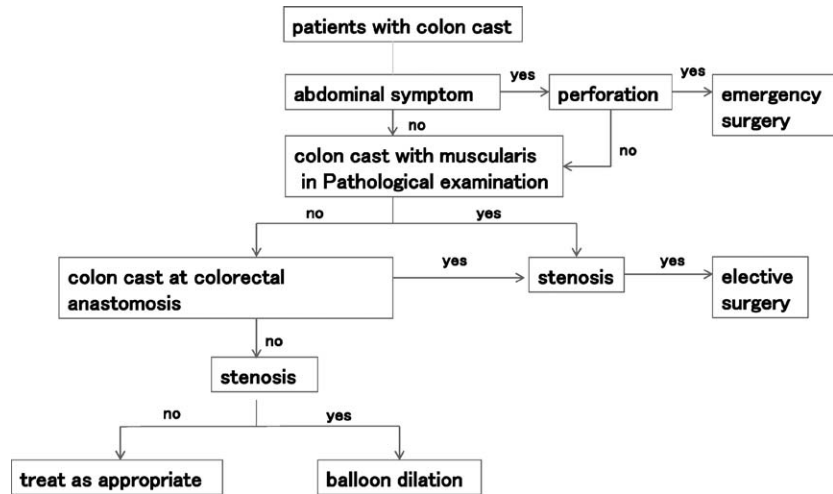 patients with colon cast
abdominal symptom
yes
perforation
yes
emergency
surgery
no
no
colon cast with muscularis
in Pathological examination
no
yes
colon cast at colorectal
anastomosis
yes
stenosis
yes
elective
surgery
no
stenosis
no
yes
treat as appropriate
balloon dilation